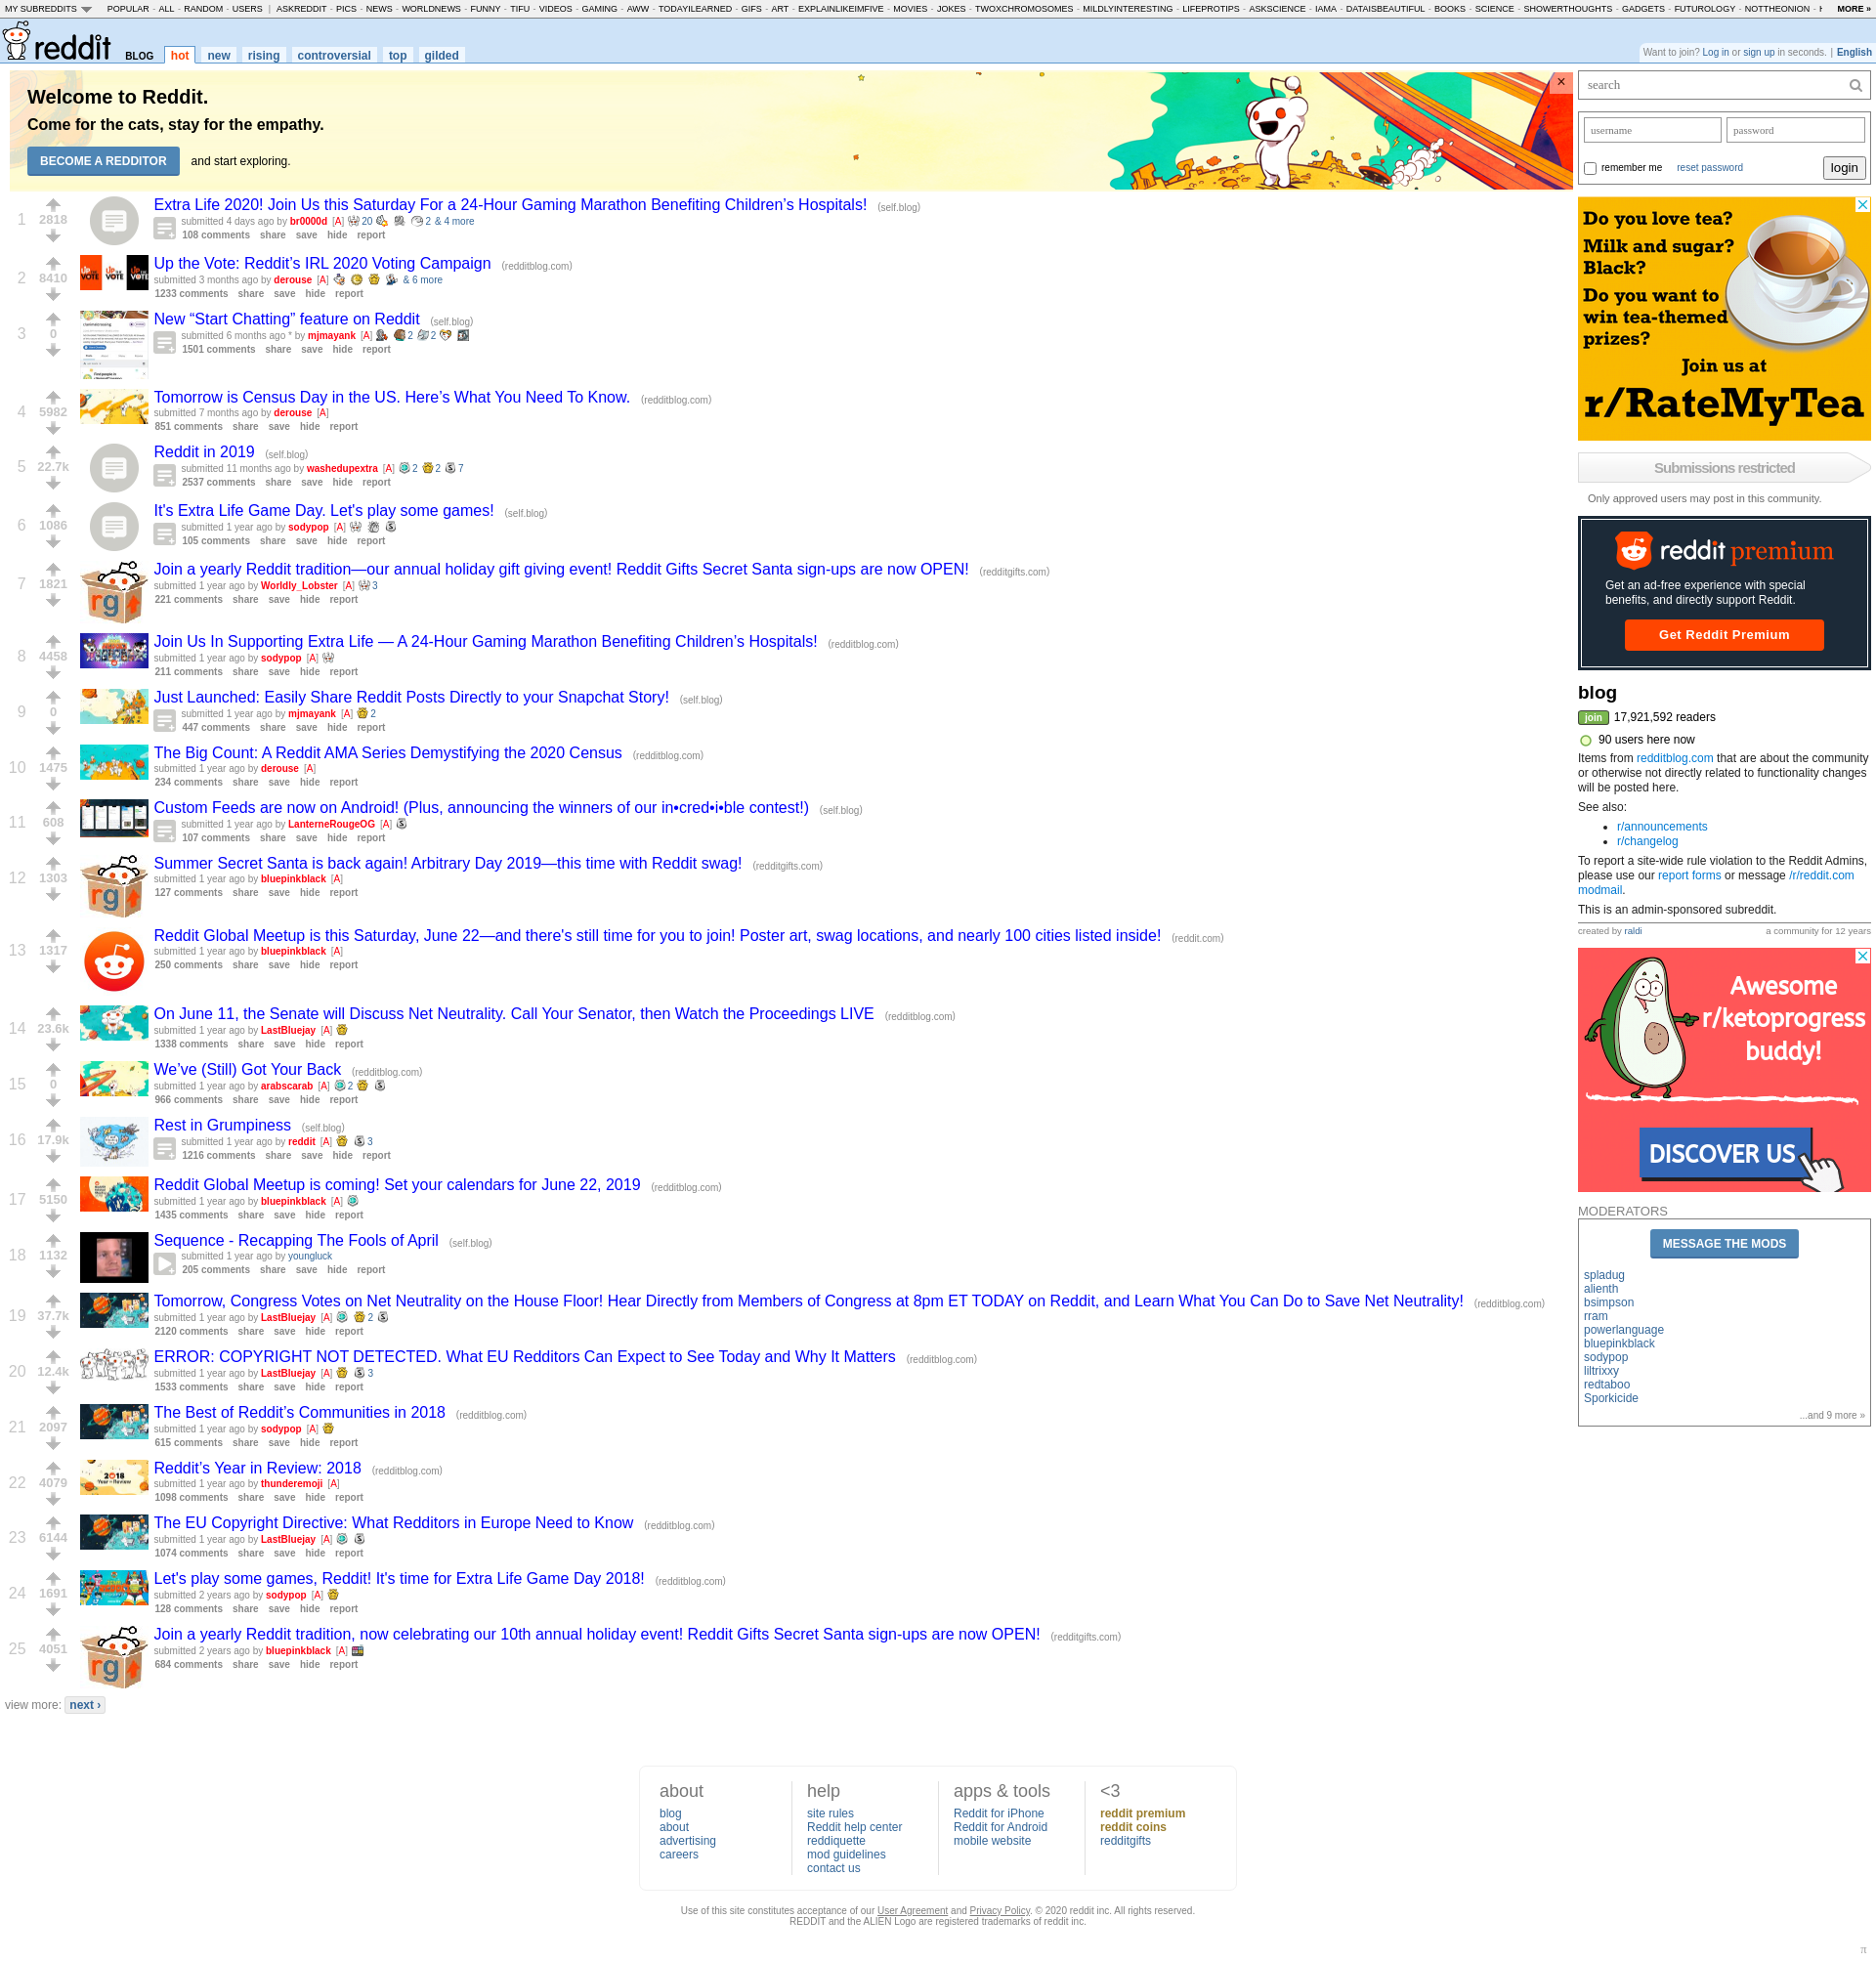 MY SUBREDDITS POPULAR - ALL - RANDOM - USERS | ASKREDDIT - PICS - NEWS - WORLDNEWS - FUNNY - TIFU - VIDEOS - GAMING - AWW - TODAYILEARNED - GIFS - ART - EXPLAINLIKEIMFIVE - MOVIES - JOKES - TWOXCHROMOSOMES - MILDLYINTERESTING - LIFEPROTIPS - ASKSCIENCE - IAMA - DATAISBEAUTIFUL - BOOKS - SCIENCE - SHOWERTHOUGHTS - GADGETS - FUTUROLOGY - NOTTHEONION - MORE »
reddit BLOG hot new rising controversial top gilded
Want to join? Log in or sign up in seconds. | English
Welcome to Reddit.
Come for the cats, stay for the empathy.
BECOME A REDDITOR and start exploring.
×
1
2818
Extra Life 2020! Join Us this Saturday For a 24-Hour Gaming Marathon Benefiting Children’s Hospitals! (self.blog)
submitted 4 days ago by br0000d [A] 20 2 & 4 more
108 comments share save hide report
2
8410
UP THE VOTE
Up the Vote: Reddit’s IRL 2020 Voting Campaign (redditblog.com)
submitted 3 months ago by derouse [A] & 6 more
1233 comments share save hide report
3
0
New “Start Chatting” feature on Reddit (self.blog)
submitted 6 months ago * by mjmayank [A] 2 2
1501 comments share save hide report
4
5982
Tomorrow is Census Day in the US. Here’s What You Need To Know. (redditblog.com)
submitted 7 months ago by derouse [A]
851 comments share save hide report
5
22.7k
Reddit in 2019 (self.blog)
submitted 11 months ago by washedupextra [A] 2 2 7
2537 comments share save hide report
6
1086
It's Extra Life Game Day. Let's play some games! (self.blog)
submitted 1 year ago by sodypop [A]
105 comments share save hide report
7
1821
rg
Join a yearly Reddit tradition—our annual holiday gift giving event! Reddit Gifts Secret Santa sign-ups are now OPEN! (redditgifts.com)
submitted 1 year ago by Worldly_Lobster [A] 3
221 comments share save hide report
8
4458
Join Us In Supporting Extra Life — A 24-Hour Gaming Marathon Benefiting Children’s Hospitals! (redditblog.com)
submitted 1 year ago by sodypop [A]
211 comments share save hide report
9
0
Just Launched: Easily Share Reddit Posts Directly to your Snapchat Story! (self.blog)
submitted 1 year ago by mjmayank [A] 2
447 comments share save hide report
10
1475
The Big Count: A Reddit AMA Series Demystifying the 2020 Census (redditblog.com)
submitted 1 year ago by derouse [A]
234 comments share save hide report
11
608
Custom Feeds are now on Android! (Plus, announcing the winners of our in•cred•i•ble contest!) (self.blog)
submitted 1 year ago by LanterneRougeOG [A]
107 comments share save hide report
12
1303
rg
Summer Secret Santa is back again! Arbitrary Day 2019—this time with Reddit swag! (redditgifts.com)
submitted 1 year ago by bluepinkblack [A]
127 comments share save hide report
13
1317
Reddit Global Meetup is this Saturday, June 22—and there's still time for you to join! Poster art, swag locations, and nearly 100 cities listed inside! (reddit.com)
submitted 1 year ago by bluepinkblack [A]
250 comments share save hide report
14
23.6k
On June 11, the Senate will Discuss Net Neutrality. Call Your Senator, then Watch the Proceedings LIVE (redditblog.com)
submitted 1 year ago by LastBluejay [A]
1338 comments share save hide report
15
0
We’ve (Still) Got Your Back (redditblog.com)
submitted 1 year ago by arabscarab [A] 2
966 comments share save hide report
16
17.9k
Rest in Grumpiness (self.blog)
submitted 1 year ago by reddit [A] 3
1216 comments share save hide report
17
5150
Reddit Global Meetup is coming! Set your calendars for June 22, 2019 (redditblog.com)
submitted 1 year ago by bluepinkblack [A]
1435 comments share save hide report
18
1132
Sequence - Recapping The Fools of April (self.blog)
submitted 1 year ago by youngluck
205 comments share save hide report
19
37.7k
Tomorrow, Congress Votes on Net Neutrality on the House Floor! Hear Directly from Members of Congress at 8pm ET TODAY on Reddit, and Learn What You Can Do to Save Net Neutrality! (redditblog.com)
submitted 1 year ago by LastBluejay [A] 2
2120 comments share save hide report
20
12.4k
ERROR: COPYRIGHT NOT DETECTED. What EU Redditors Can Expect to See Today and Why It Matters (redditblog.com)
submitted 1 year ago by LastBluejay [A] 3
1533 comments share save hide report
21
2097
The Best of Reddit’s Communities in 2018 (redditblog.com)
submitted 1 year ago by sodypop [A]
615 comments share save hide report
22
4079
2018
Reddit’s Year in Review: 2018 (redditblog.com)
submitted 1 year ago by thunderemoji [A]
1098 comments share save hide report
23
6144
The EU Copyright Directive: What Redditors in Europe Need to Know (redditblog.com)
submitted 1 year ago by LastBluejay [A]
1074 comments share save hide report
24
1691
Let's play some games, Reddit! It's time for Extra Life Game Day 2018! (redditblog.com)
submitted 2 years ago by sodypop [A]
128 comments share save hide report
25
4051
rg
Join a yearly Reddit tradition, now celebrating our 10th annual holiday event! Reddit Gifts Secret Santa sign-ups are now OPEN! (redditgifts.com)
submitted 2 years ago by bluepinkblack [A]
684 comments share save hide report
view more: next ›
search
username password
remember me reset password login
Do you love tea?
Milk and sugar?
Black?
Do you want to
win tea-themed
prizes?
Join us at
r/RateMyTea
Submissions restricted
Only approved users may post in this community.
reddit premium
Get an ad-free experience with special
benefits, and directly support Reddit.
Get Reddit Premium
blog
join 17,921,592 readers
90 users here now
Items from redditblog.com that are about the community
or otherwise not directly related to functionality changes
will be posted here.
See also:
• r/announcements
• r/changelog
To report a site-wide rule violation to the Reddit Admins,
please use our report forms or message /r/reddit.com
modmail.
This is an admin-sponsored subreddit.
created by raldi a community for 12 years
Awesome
r/ketoprogress
buddy!
DISCOVER US
MODERATORS
MESSAGE THE MODS
spladug
alienth
bsimpson
rram
powerlanguage
bluepinkblack
sodypop
liltrixxy
redtaboo
Sporkicide
...and 9 more »
about
blog
about
advertising
careers
help
site rules
Reddit help center
reddiquette
mod guidelines
contact us
apps & tools
Reddit for iPhone
Reddit for Android
mobile website
<3
reddit premium
reddit coins
redditgifts
Use of this site constitutes acceptance of our User Agreement and Privacy Policy. © 2020 reddit inc. All rights reserved.
REDDIT and the ALIEN Logo are registered trademarks of reddit inc.
π